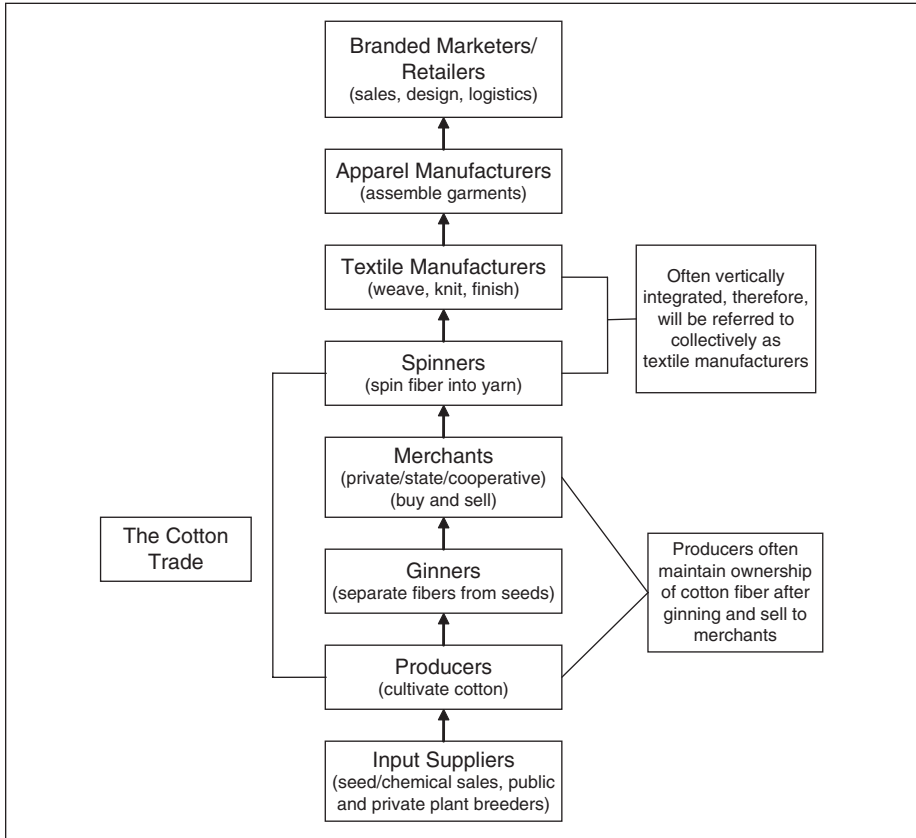 Branded Marketers/
Retailers
(sales, design, logistics)
Apparel Manufacturers
(assemble garments)
Textile Manufacturers
(weave, knit, finish)
Often vertically
integrated, therefore,
will be referred to
collectively as
textile manufacturers
Spinners
(spin fiber into yarn)
Merchants
(private/state/cooperative)
(buy and sell)
The Cotton
Trade
Ginners
(separate fibers from seeds)
Producers often
maintain ownership
of cotton fiber after
ginning and sell to
merchants
Producers
(cultivate cotton)
Input Suppliers
(seed/chemical sales, public
and private plant breeders)